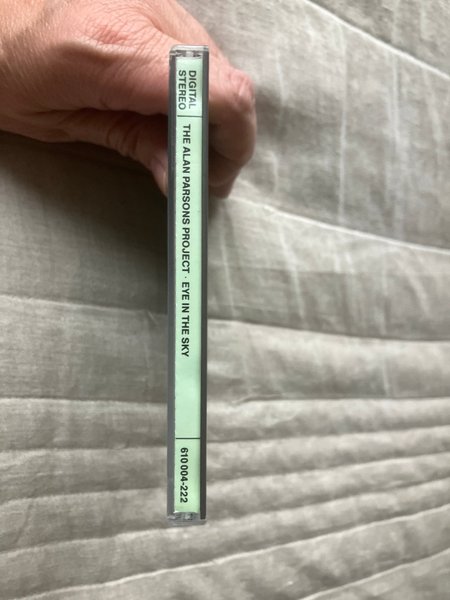 DIGITAL
STEREO
THE ALAN PARSONS PROJECT · EYE IN THE SKY
610 004-222